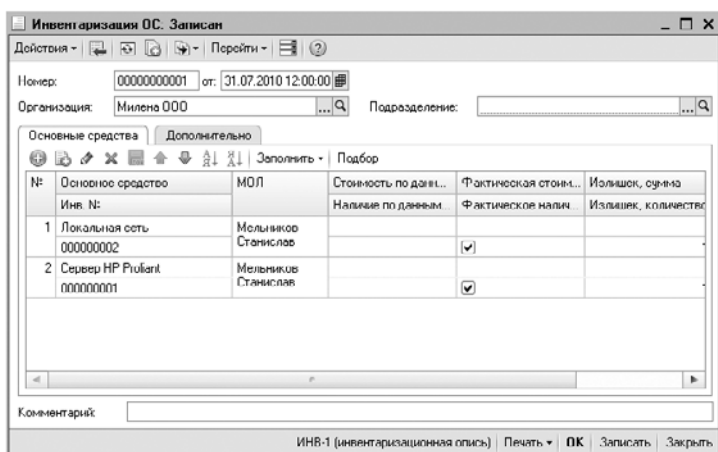 Инвентаризация ОС. Записан
Действия Перейти
Номер: 00000000001 от: 31.07.2010 12:00:00
Организация: Милена ООО ... Подразделение: ...
Основные средства Дополнительно
Заполнить Подбор
№ Основное средство МОЛ Стоимость по данн... Фактическая стоим... Излишек, сумма
Инв. №: Наличие по данным... Фактическое налич... Излишек, количество
1 Локальная сеть Мельников
000000002 Станислав
2 Сервер HP Proliant Мельников
000000001 Станислав
Комментарий:
ИНВ-1 (инвентаризационная опись) Печать OK Записать Закрыть